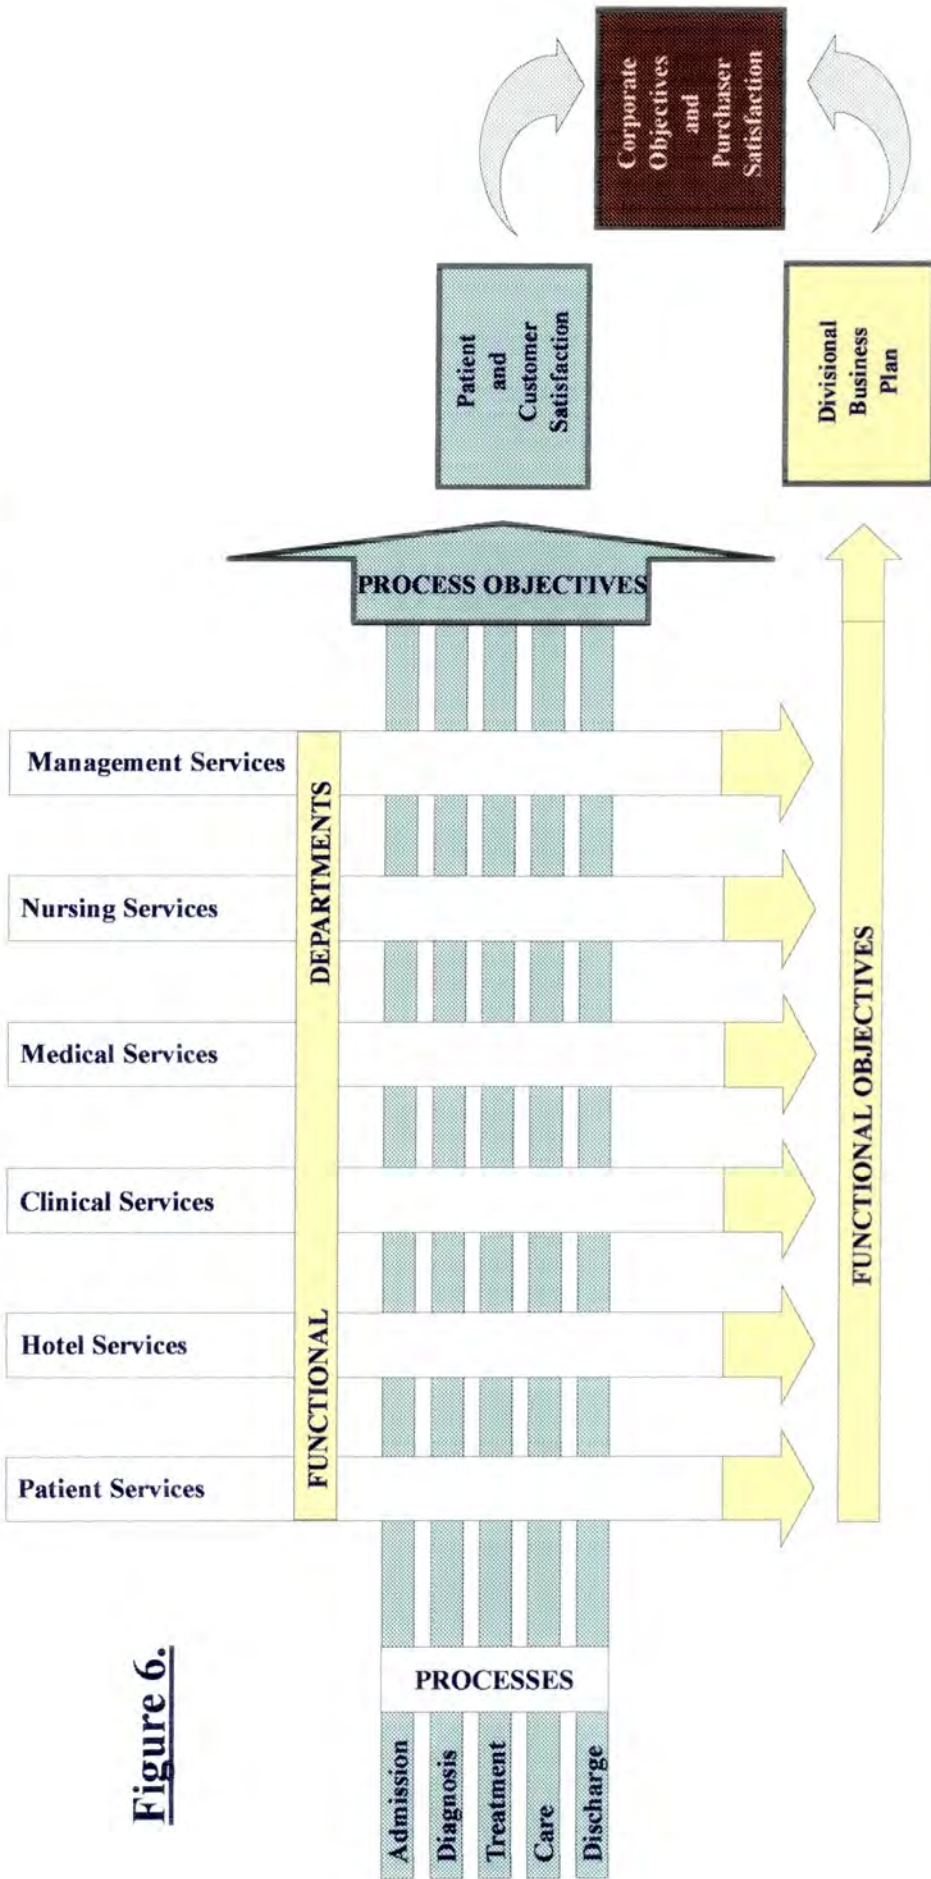 Figure 6.
Patient Services
Hotel Services
Clinical Services
Medical Services
Nursing Services
Management Services
FUNCTIONAL DEPARTMENTS
Admission
Diagnosis
Treatment
Care
Discharge
PROCESSES
PROCESS OBJECTIVES
FUNCTIONAL OBJECTIVES
Patient
and
Customer
Satisfaction
Divisional
Business
Plan
Corporate
Objectives
and
Purchaser
Satisfaction